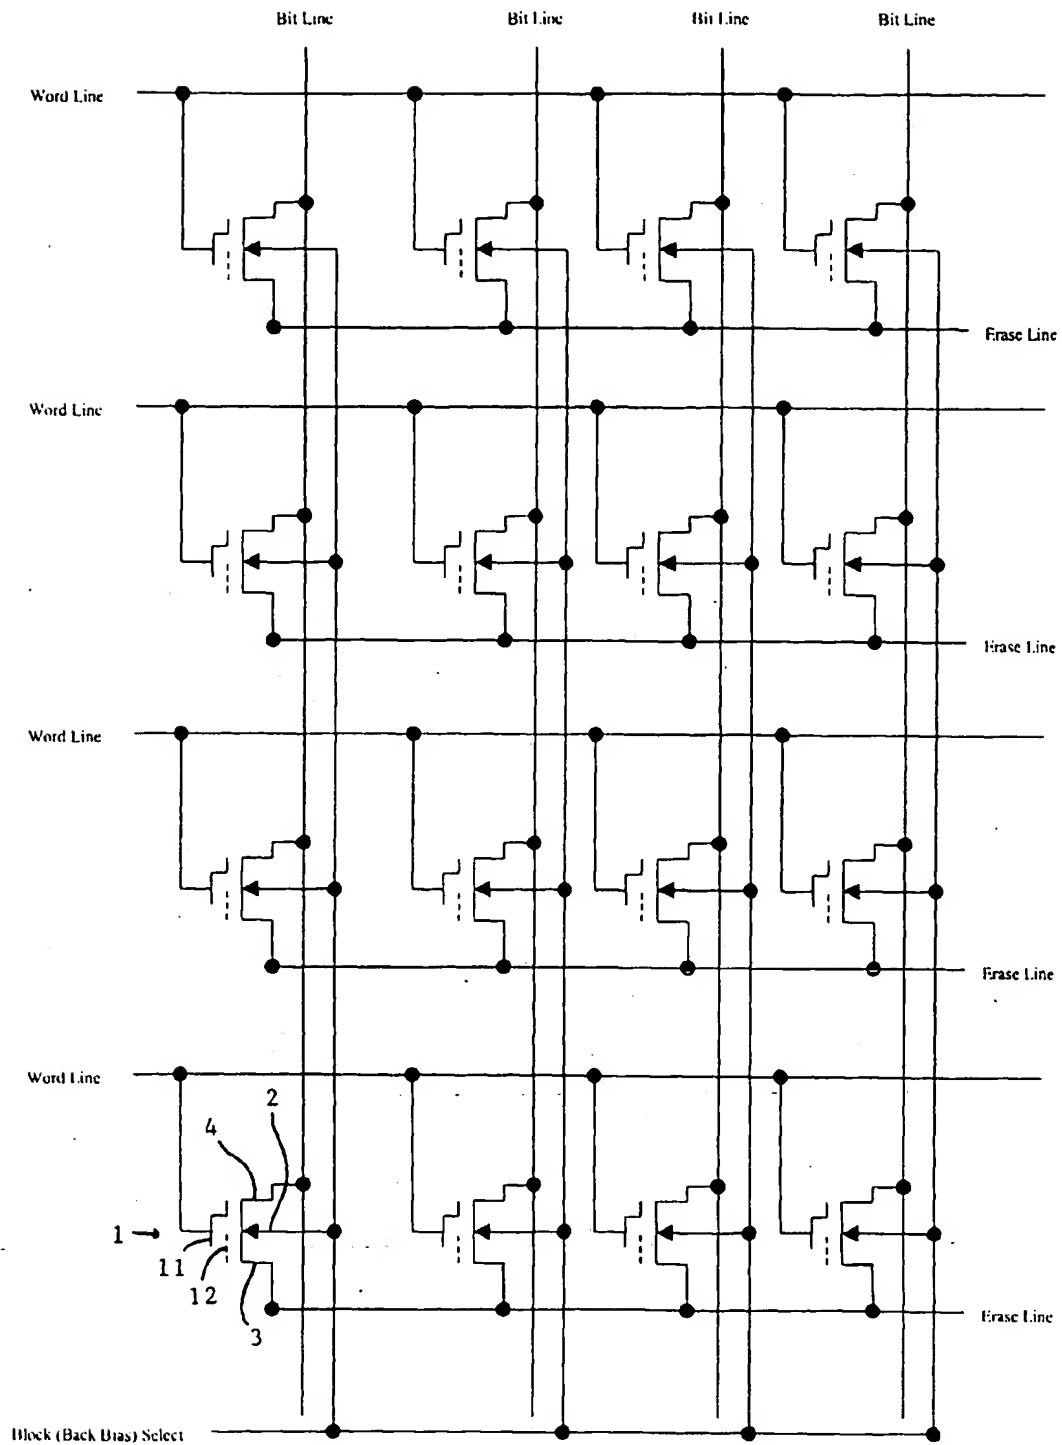 Bit Line Bit Line Bit Line Bit Line
Word Line
Erase Line
Word Line
Erase Line
Word Line
Erase Line
Word Line
2
4
1
11
12
3
Erase Line
Block (Back Bias) Select